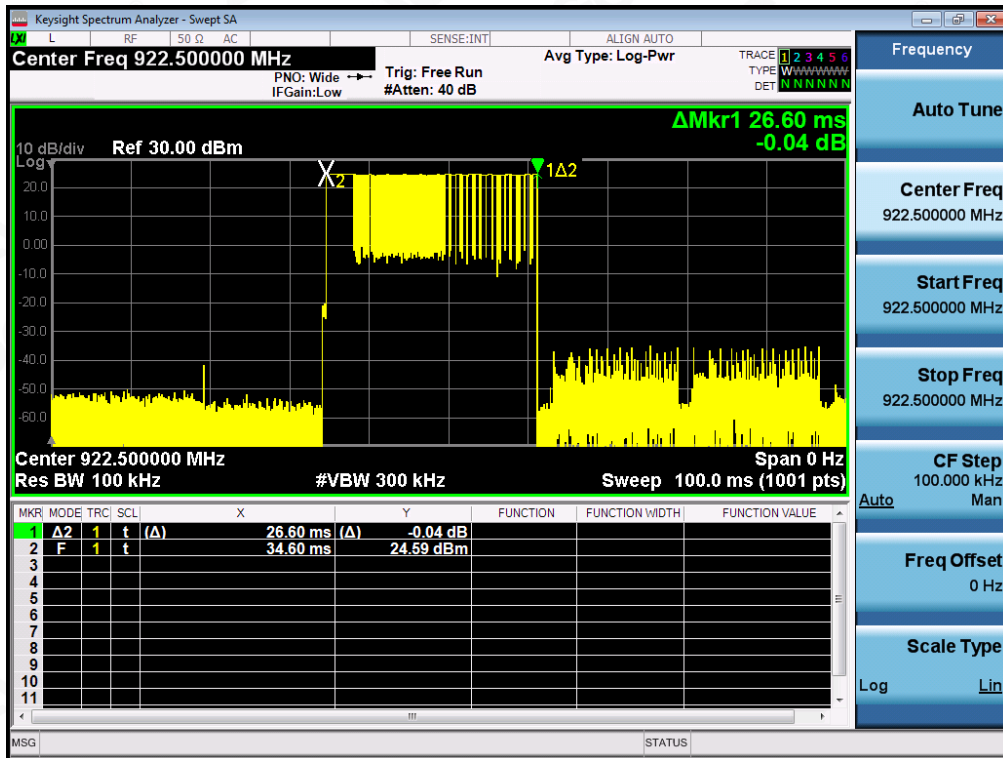 Keysight Spectrum Analyzer - Swept SA
LXI L RF 50 Ω AC SENSE:INT ALIGN AUTO
Center Freq 922.500000 MHz
PNO: Wide
IFGain:Low
Trig: Free Run
#Atten: 40 dB
Avg Type: Log-Pwr
TRACE 1 2 3 4 5 6
TYPE W W W W W W
DET N N N N N N
ΔMkr1 26.60 ms
-0.04 dB
10 dB/div Ref 30.00 dBm
Log
20.0
10.0
0.00
-10.0
-20.0
-30.0
-40.0
-50.0
-60.0
X2
1Δ2
Center 922.500000 MHz Span 0 Hz
Res BW 100 kHz #VBW 300 kHz Sweep 100.0 ms (1001 pts)
MKR MODE TRC SCL X Y FUNCTION FUNCTION WIDTH FUNCTION VALUE
1 Δ2 1 t (Δ) 26.60 ms (Δ) -0.04 dB
2 F 1 t 34.60 ms 24.59 dBm
3
4
5
6
7
8
9
10
11
MSG STATUS
Frequency
Auto Tune
Center Freq
922.500000 MHz
Start Freq
922.500000 MHz
Stop Freq
922.500000 MHz
CF Step
100.000 kHz
Auto Man
Freq Offset
0 Hz
Scale Type
Log Lin